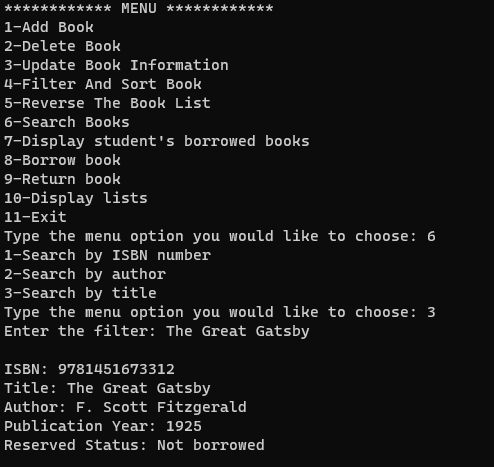 ************ MENU ************
1-Add Book
2-Delete Book
3-Update Book Information
4-Filter And Sort Book
5-Reverse The Book List
6-Search Books
7-Display student's borrowed books
8-Borrow book
9-Return book
10-Display lists
11-Exit
Type the menu option you would like to choose: 6
1-Search by ISBN number
2-Search by author
3-Search by title
Type the menu option you would like to choose: 3
Enter the filter: The Great Gatsby

ISBN: 9781451673312
Title: The Great Gatsby
Author: F. Scott Fitzgerald
Publication Year: 1925
Reserved Status: Not borrowed